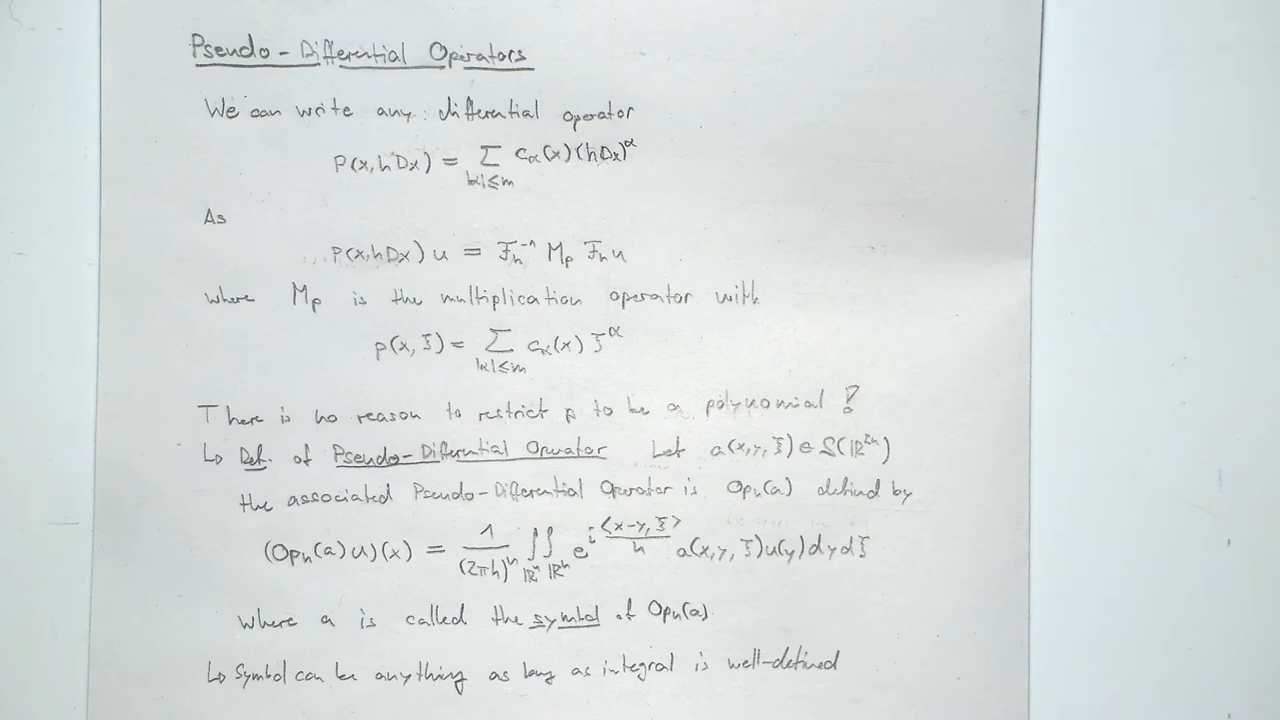 Pseudo-Differential Operators
We can write any differential operator
P(x,hDx) = Σ cα(x)(hDx)^α
|α|≤m
As
P(x,hDx)u = 𝓕h⁻¹ Mp 𝓕h u
where Mp is the multiplication operator with
p(x,ξ) = Σ cα(x) ξ^α
|α|≤m
There is no reason to restrict p to be a polynomial!
↳ Def. of Pseudo-Differential Operator Let a(x,y,ξ) ∈ S(ℝ²ⁿ)
the associated Pseudo-Differential Operator is Oph(a) defined by
(Oph(a)u)(x) = 1/(2πh)ⁿ ∫∫ℝⁿ ℝⁿ e^{i <x-y,ξ>/h} a(x,y,ξ)u(y)dydξ
where a is called the symbol of Oph(a)
↳ Symbol can be anything as long as integral is well-defined